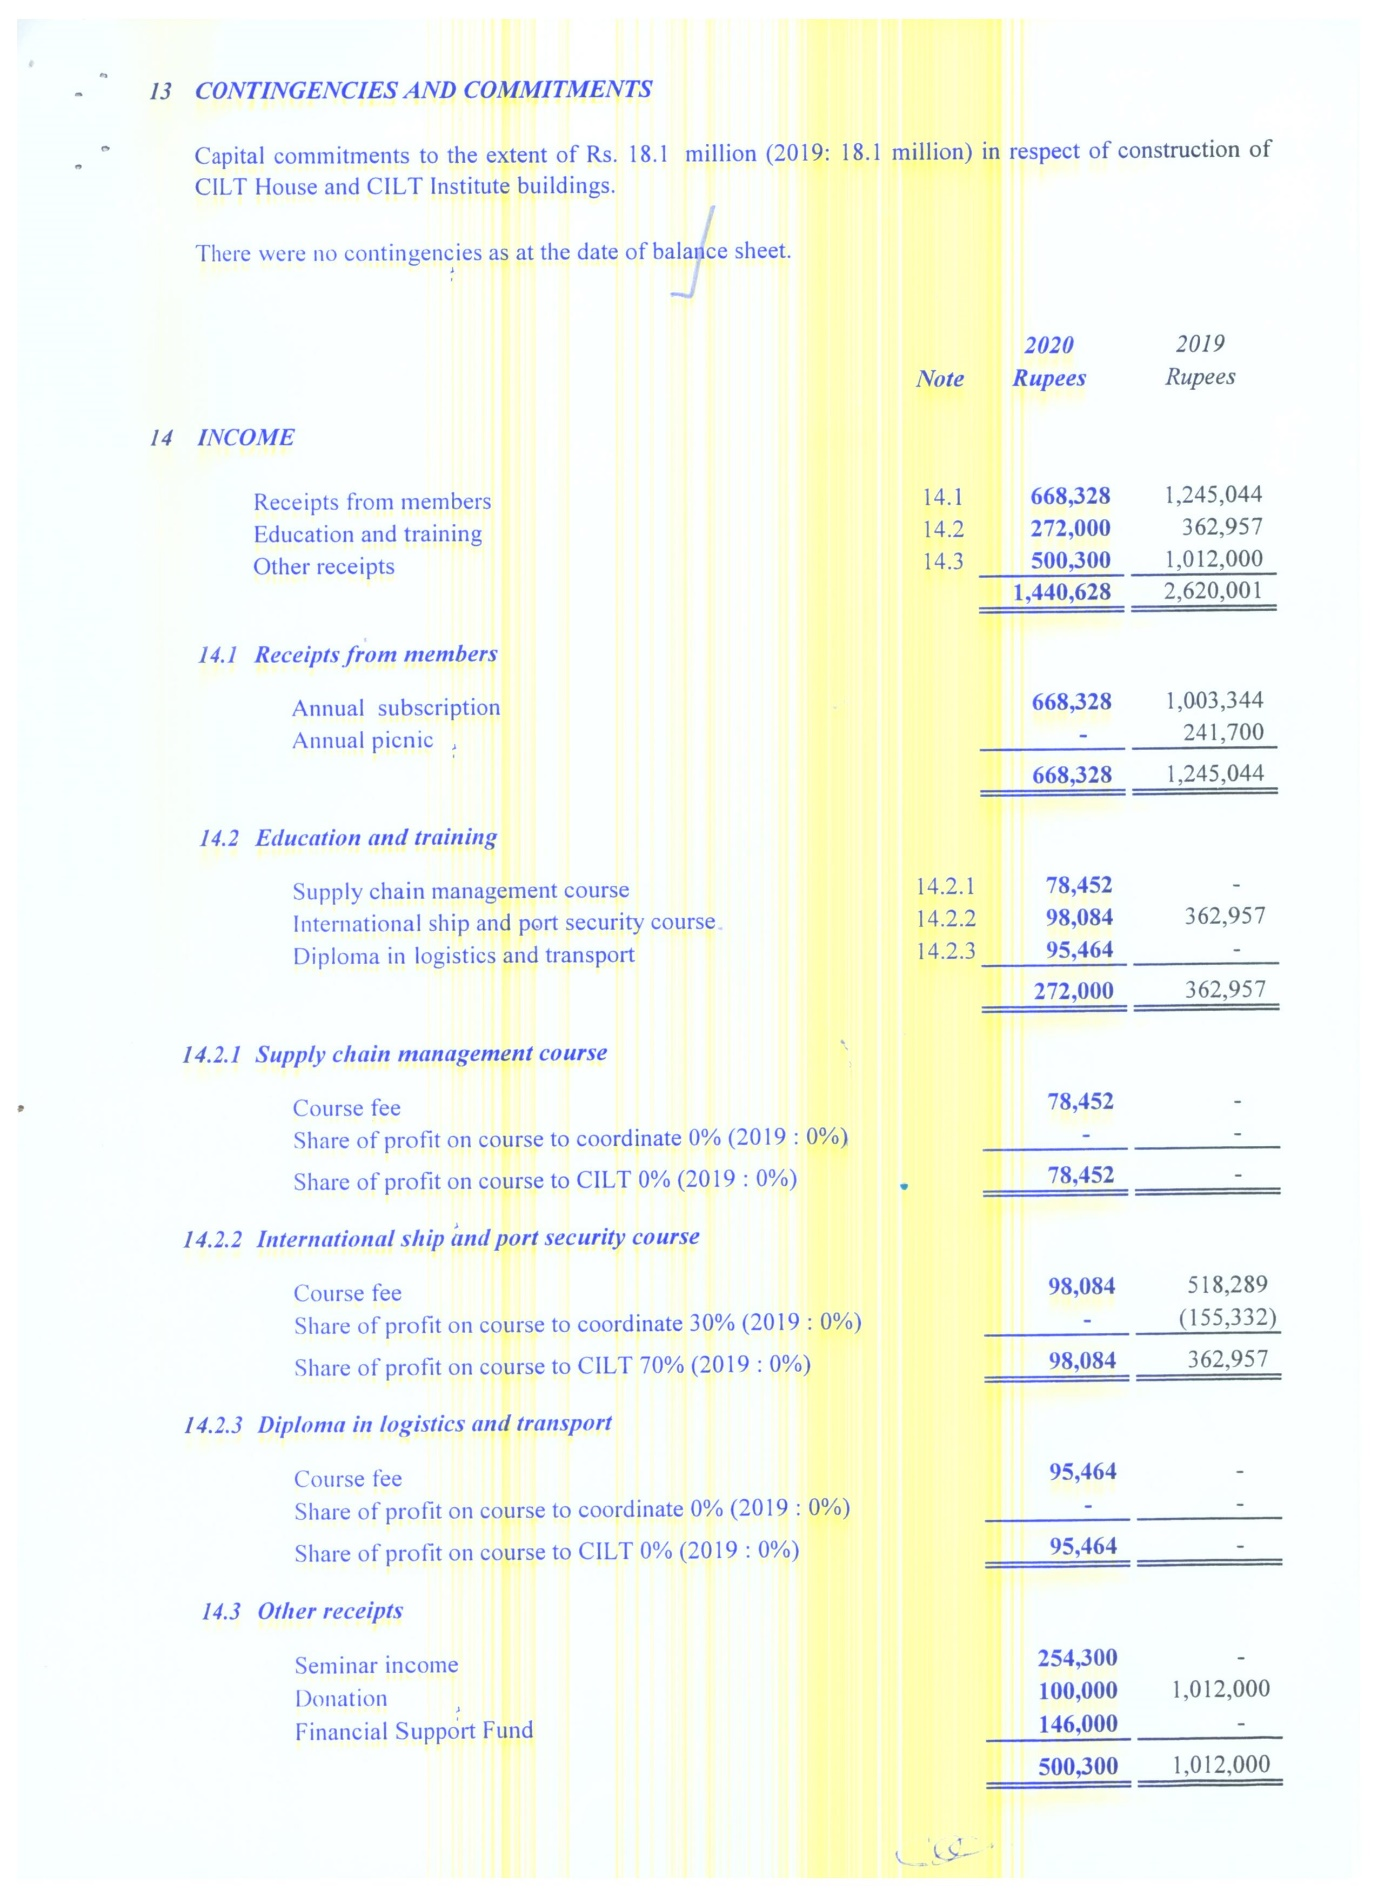 13 CONTINGENCIES AND COMMITMENTS
Capital commitments to the extent of Rs. 18.1 million (2019: 18.1 million) in respect of construction of
CILT House and CILT Institute buildings.
There were no contingencies as at the date of balance sheet.
2020 2019
Note Rupees Rupees
14 INCOME
Receipts from members 14.1 668,328 1,245,044
Education and training 14.2 272,000 362,957
Other receipts 14.3 500,300 1,012,000
1,440,628 2,620,001
14.1 Receipts from members
Annual subscription 668,328 1,003,344
Annual picnic - 241,700
668,328 1,245,044
14.2 Education and training
Supply chain management course 14.2.1 78,452 -
International ship and port security course. 14.2.2 98,084 362,957
Diploma in logistics and transport 14.2.3 95,464 -
272,000 362,957
14.2.1 Supply chain management course
Course fee 78,452 -
Share of profit on course to coordinate 0% (2019 : 0%) - -
Share of profit on course to CILT 0% (2019 : 0%) 78,452 -
14.2.2 International ship and port security course
Course fee 98,084 518,289
Share of profit on course to coordinate 30% (2019 : 0%) - (155,332)
Share of profit on course to CILT 70% (2019 : 0%) 98,084 362,957
14.2.3 Diploma in logistics and transport
Course fee 95,464 -
Share of profit on course to coordinate 0% (2019 : 0%) - -
Share of profit on course to CILT 0% (2019 : 0%) 95,464 -
14.3 Other receipts
Seminar income 254,300 -
Donation 100,000 1,012,000
Financial Support Fund 146,000 -
500,300 1,012,000